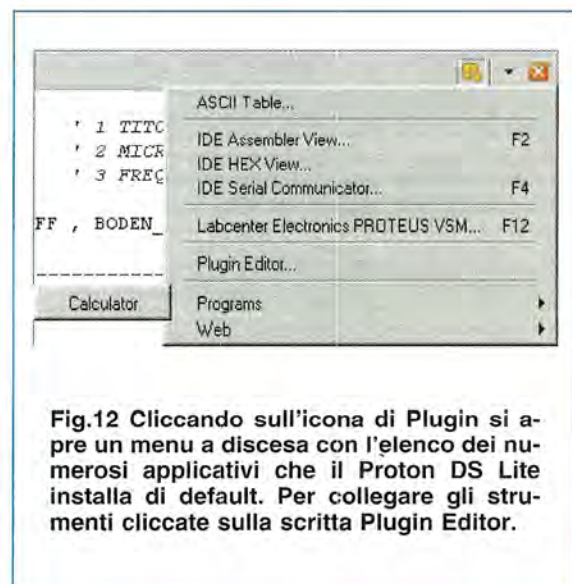 ASCII Table...
' 1 TITO
' 2 MICR
' 3 FREQ
IDE Assembler View... F2
IDE HEX View...
IDE Serial Communicator... F4
FF , BODEN_
Labcenter Electronics PROTEUS VSM... F12
Plugin Editor...
Calculator
Programs
Web
Fig.12 Cliccando sull'icona di Plugin si a-
pre un menu a discesa con l'elenco dei nu-
merosi applicativi che il Proton DS Lite
installa di default. Per collegare gli stru-
menti cliccate sulla scritta Plugin Editor.